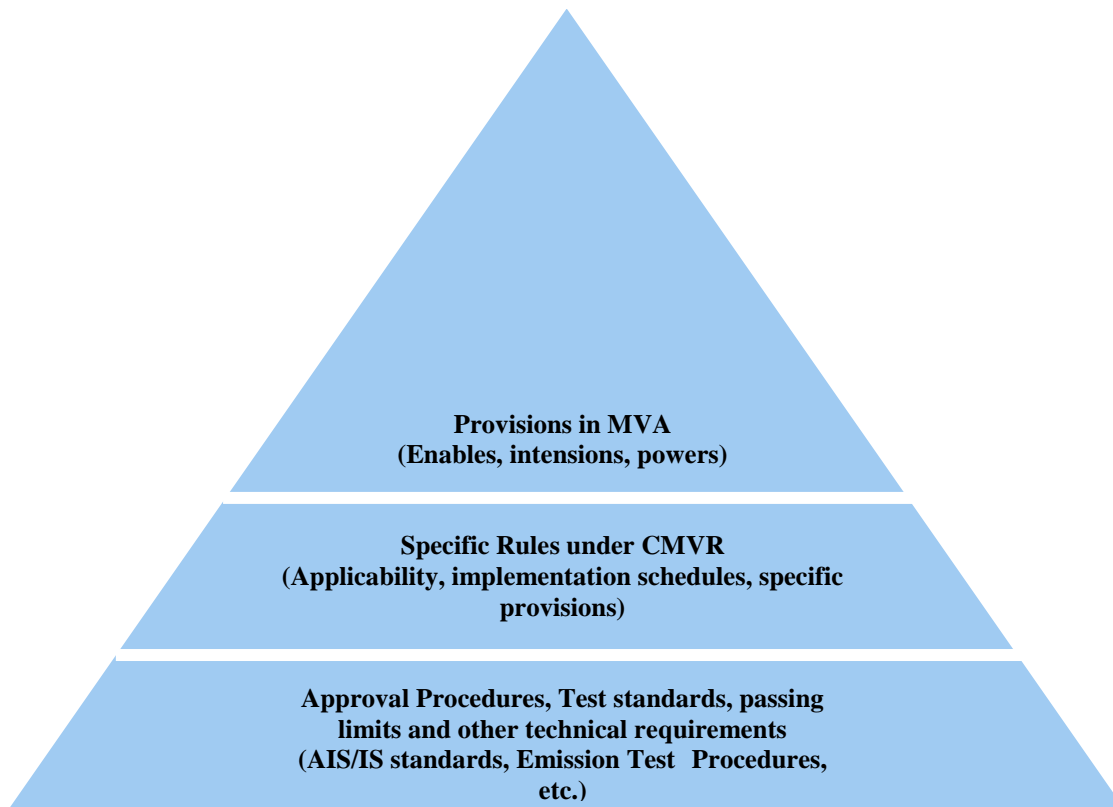 Provisions in MVA
(Enables, intensions, powers)
Specific Rules under CMVR
(Applicability, implementation schedules, specific
provisions)
Approval Procedures, Test standards, passing
limits and other technical requirements
(AIS/IS standards, Emission Test Procedures,
etc.)